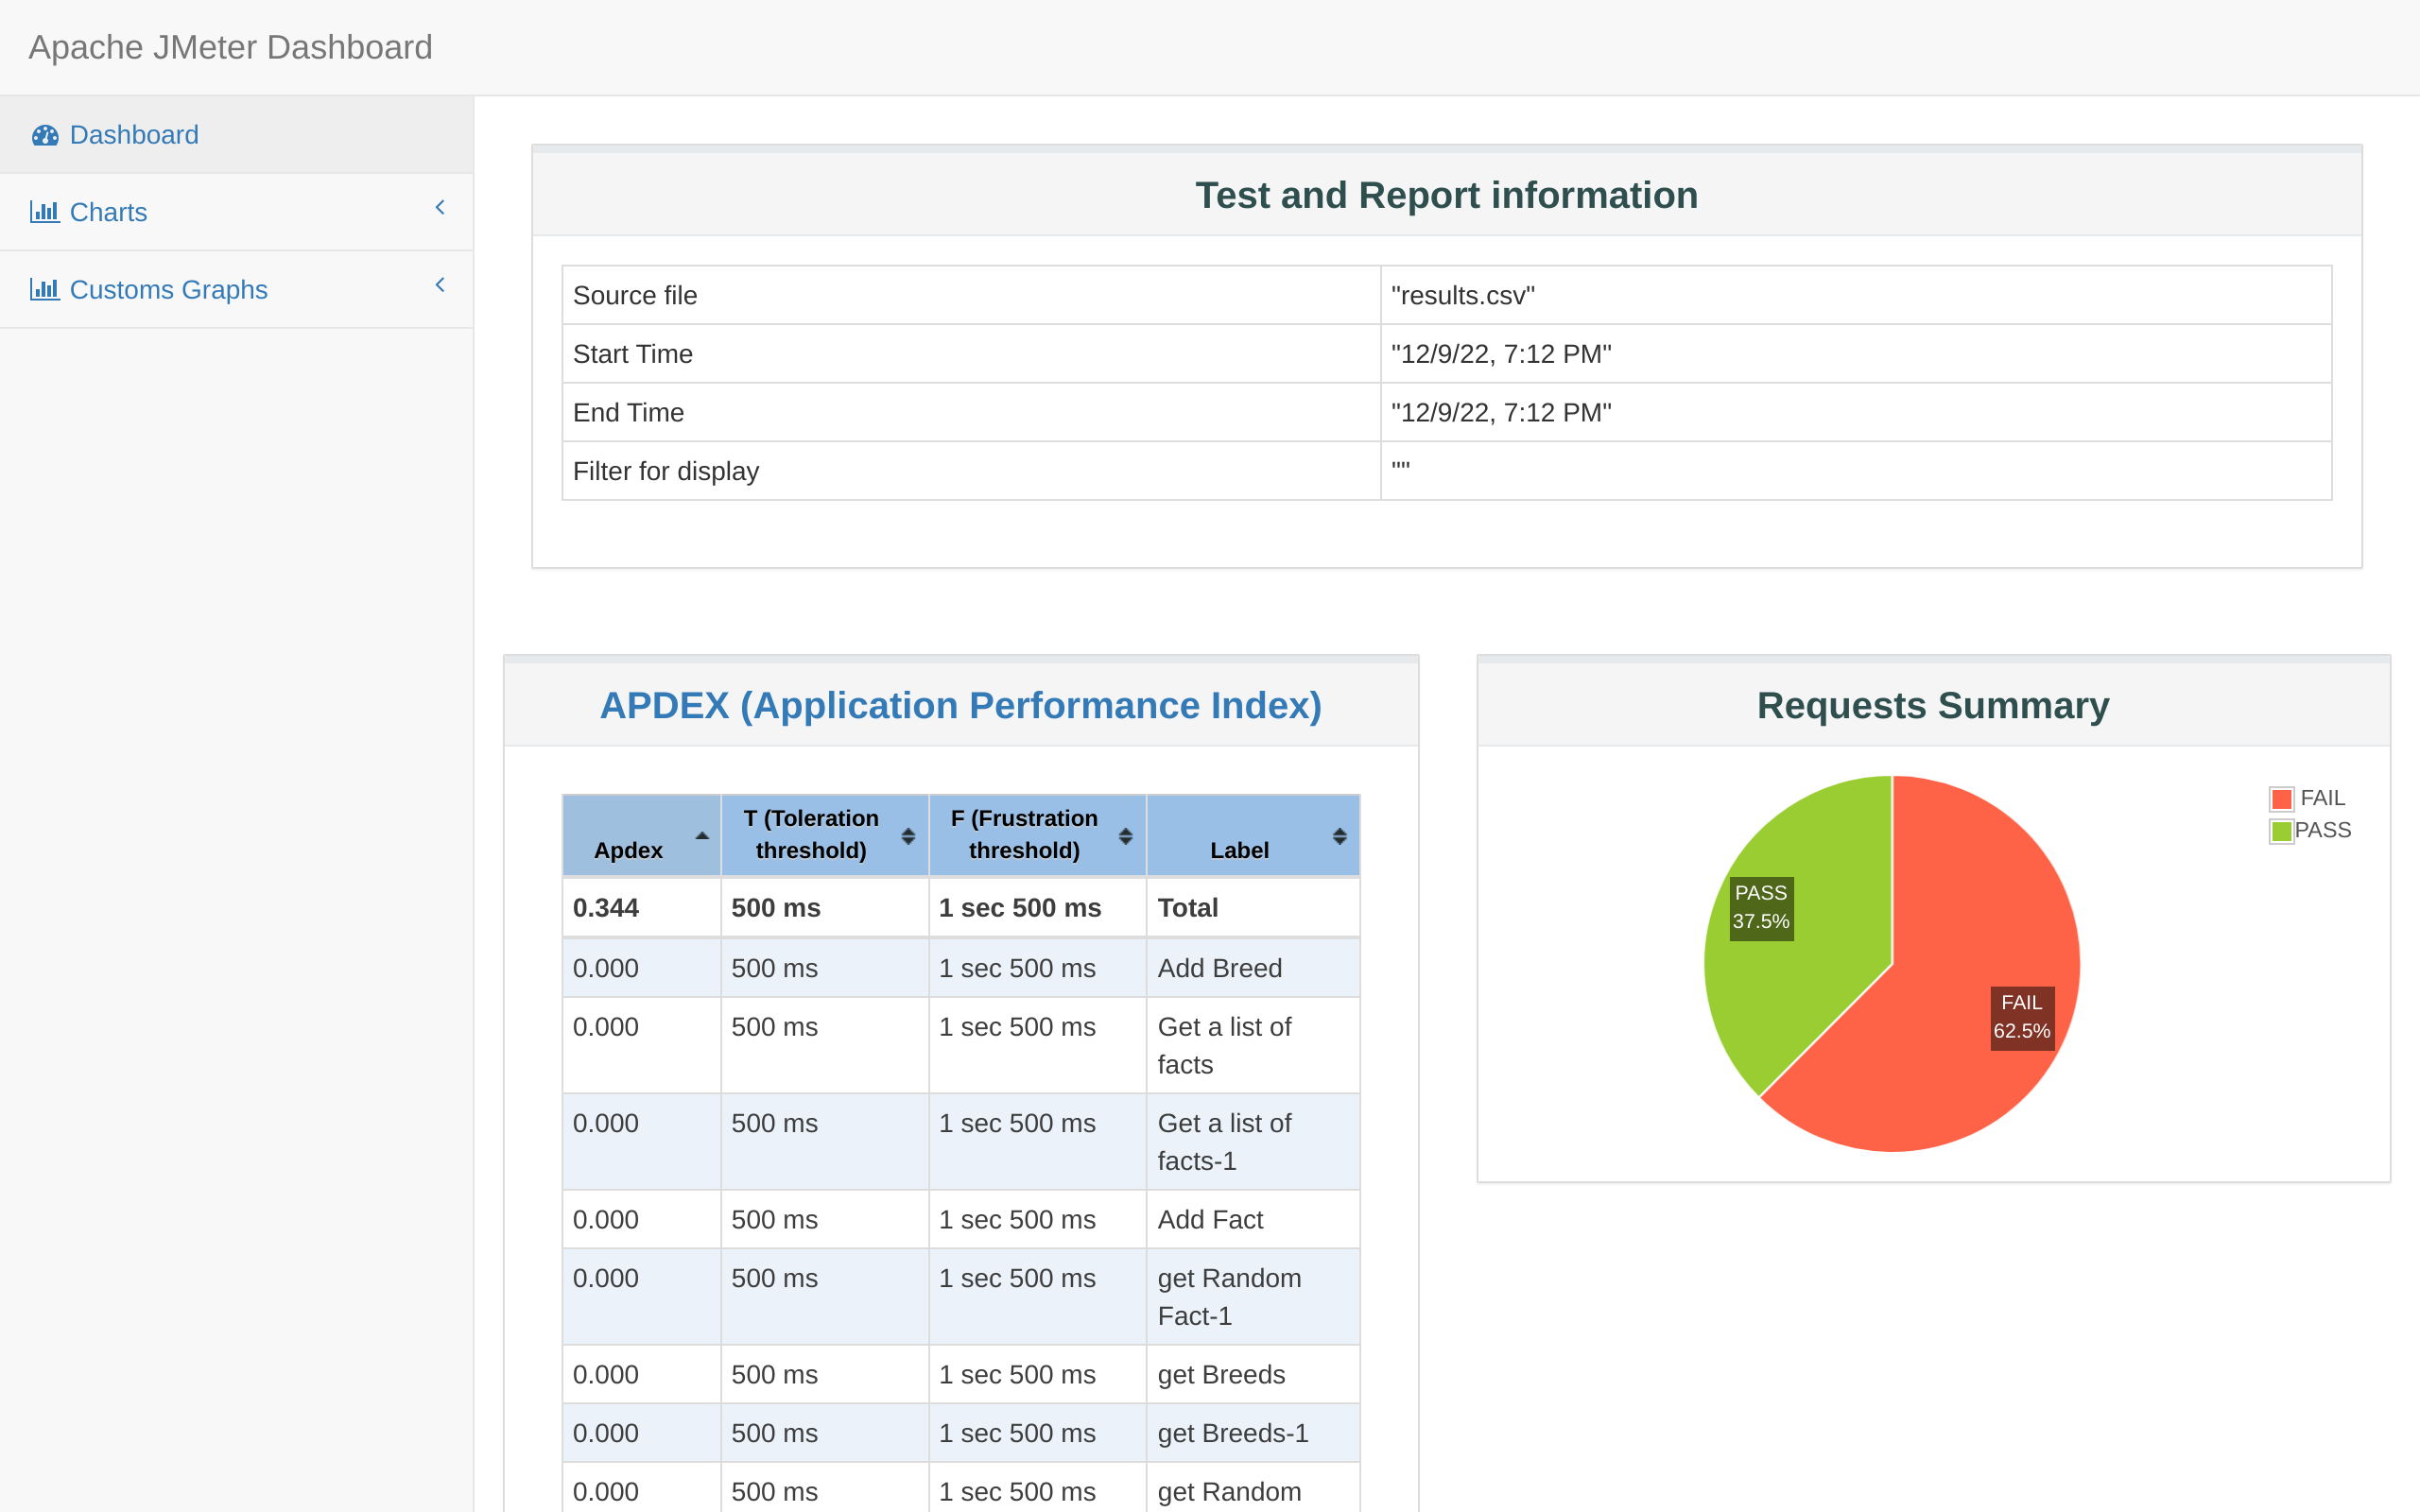 Apache JMeter Dashboard
Dashboard
Charts
Customs Graphs
Test and Report information
Source file "results.csv"
Start Time "12/9/22, 7:12 PM"
End Time "12/9/22, 7:12 PM"
Filter for display ""
APDEX (Application Performance Index)
Apdex T (Toleration threshold) F (Frustration threshold) Label
0.344 500 ms 1 sec 500 ms Total
0.000 500 ms 1 sec 500 ms Add Breed
0.000 500 ms 1 sec 500 ms Get a list of
facts
0.000 500 ms 1 sec 500 ms Get a list of
facts-1
0.000 500 ms 1 sec 500 ms Add Fact
0.000 500 ms 1 sec 500 ms get Random
Fact-1
0.000 500 ms 1 sec 500 ms get Breeds
0.000 500 ms 1 sec 500 ms get Breeds-1
0.000 500 ms 1 sec 500 ms get Random
Requests Summary
FAIL
PASS
PASS
37.5%
FAIL
62.5%